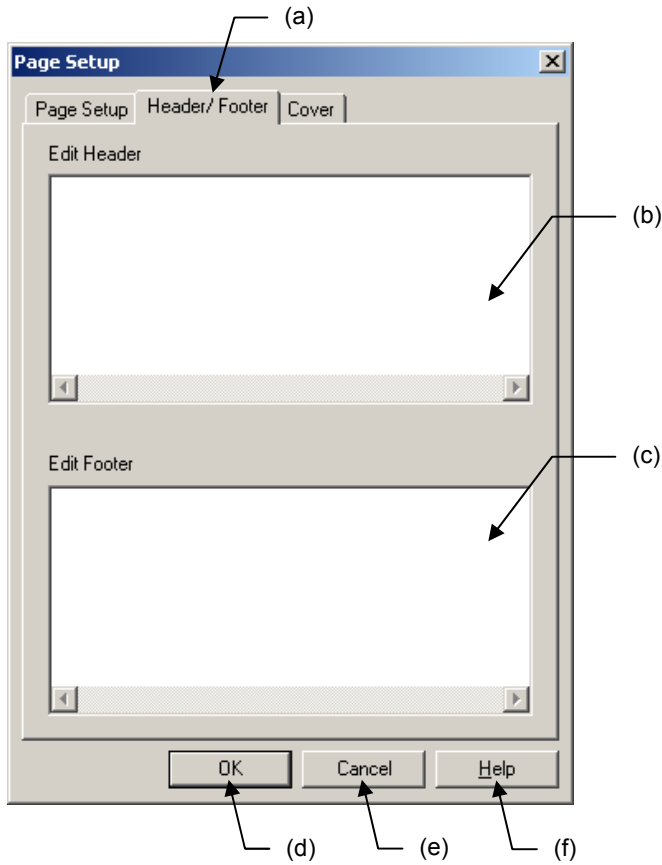 (a)
Page Setup
Page Setup Header/ Footer Cover
Edit Header
(b)
Edit Footer
(c)
OK Cancel Help
(d) (e) (f)